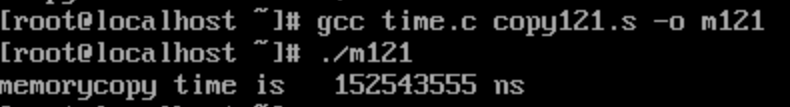 [root@localhost ~]# gcc time.c copy121.s -o m121
[root@localhost ~]# ./m121
memorycopy time is   152543555 ns